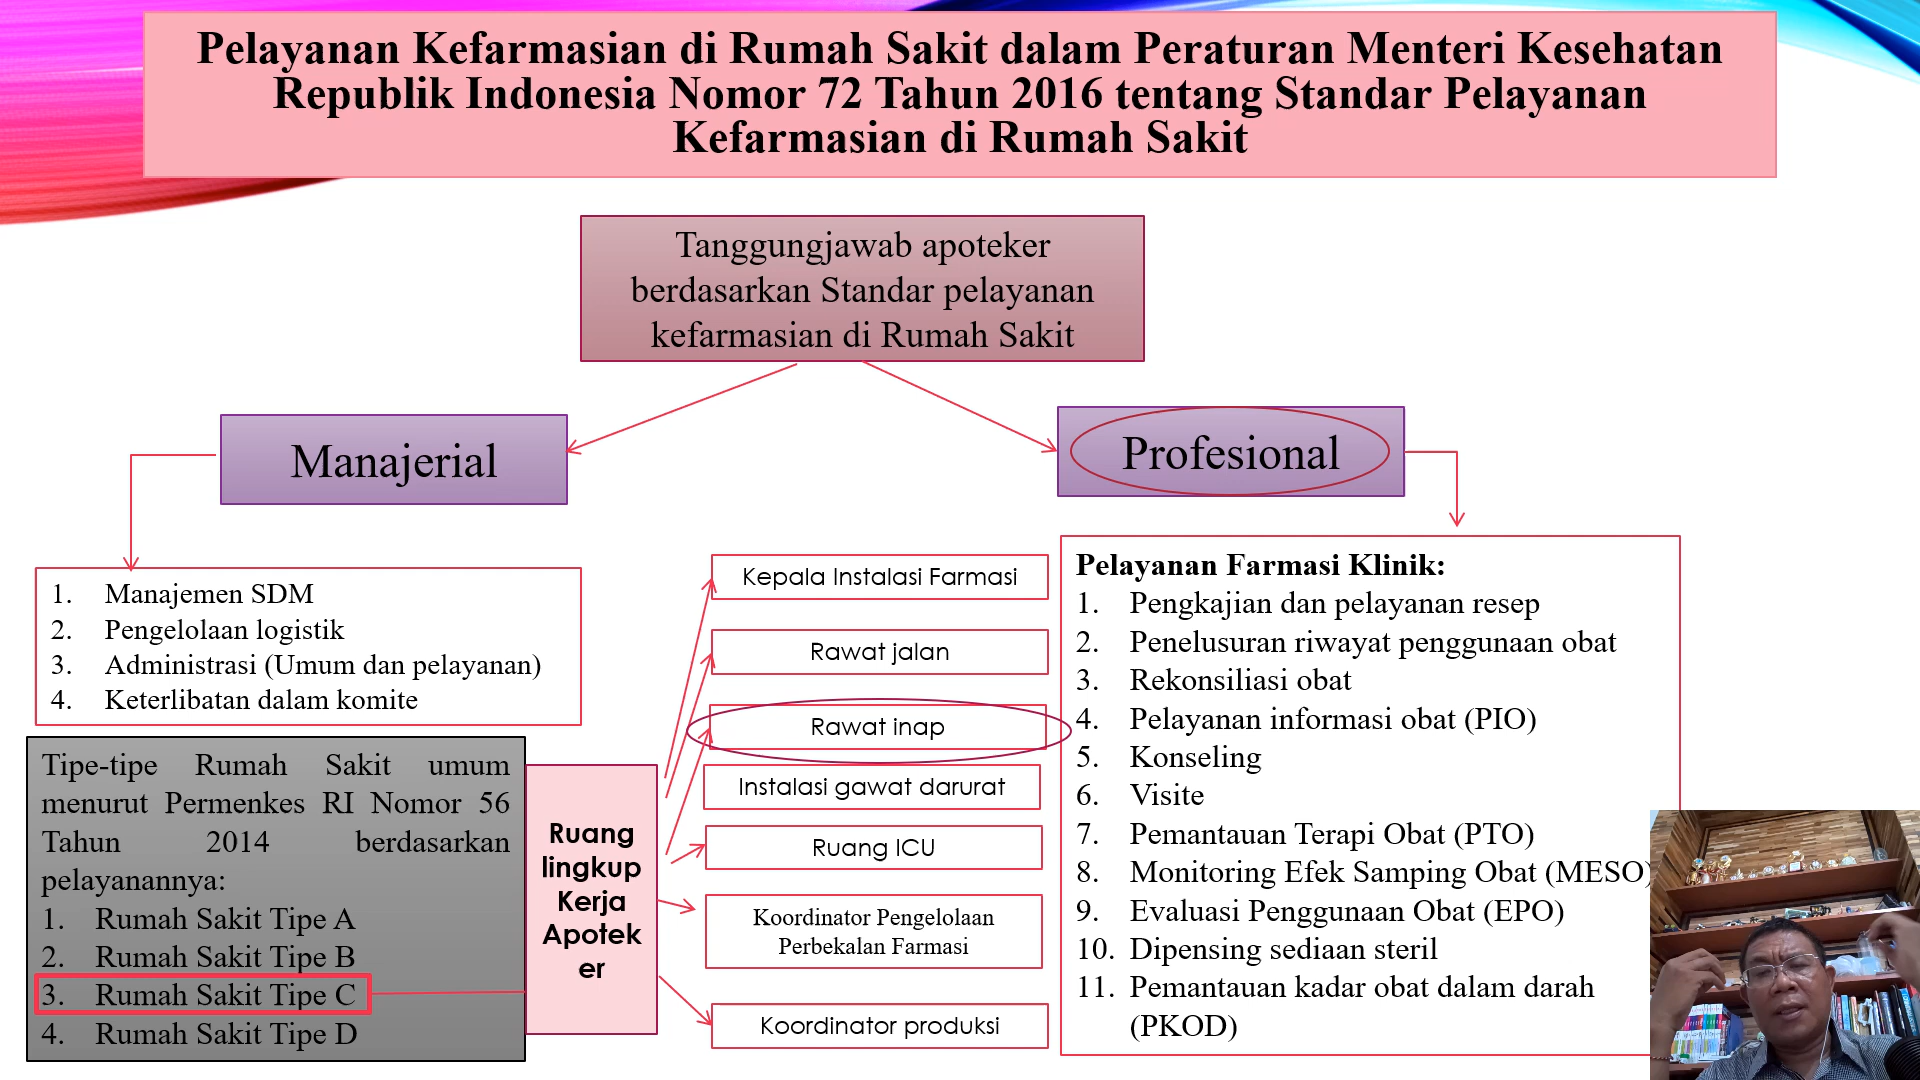 Pelayanan Kefarmasian di Rumah Sakit dalam Peraturan Menteri Kesehatan
Republik Indonesia Nomor 72 Tahun 2016 tentang Standar Pelayanan
Kefarmasian di Rumah Sakit
Tanggungjawab apoteker
berdasarkan Standar pelayanan
kefarmasian di Rumah Sakit
Manajerial
Profesional
1. Manajemen SDM
2. Pengelolaan logistik
3. Administrasi (Umum dan pelayanan)
4. Keterlibatan dalam komite
Tipe-tipe Rumah Sakit umum
menurut Permenkes RI Nomor 56
Tahun 2014 berdasarkan
pelayanannya:
1. Rumah Sakit Tipe A
2. Rumah Sakit Tipe B
3. Rumah Sakit Tipe C
4. Rumah Sakit Tipe D
Ruang
lingkup
Kerja
Apotek
er
Kepala Instalasi Farmasi
Rawat jalan
Rawat inap
Instalasi gawat darurat
Ruang ICU
Koordinator Pengelolaan
Perbekalan Farmasi
Koordinator produksi
Pelayanan Farmasi Klinik:
1. Pengkajian dan pelayanan resep
2. Penelusuran riwayat penggunaan obat
3. Rekonsiliasi obat
4. Pelayanan informasi obat (PIO)
5. Konseling
6. Visite
7. Pemantauan Terapi Obat (PTO)
8. Monitoring Efek Samping Obat (MESO)
9. Evaluasi Penggunaan Obat (EPO)
10. Dipensing sediaan steril
11. Pemantauan kadar obat dalam darah
(PKOD)